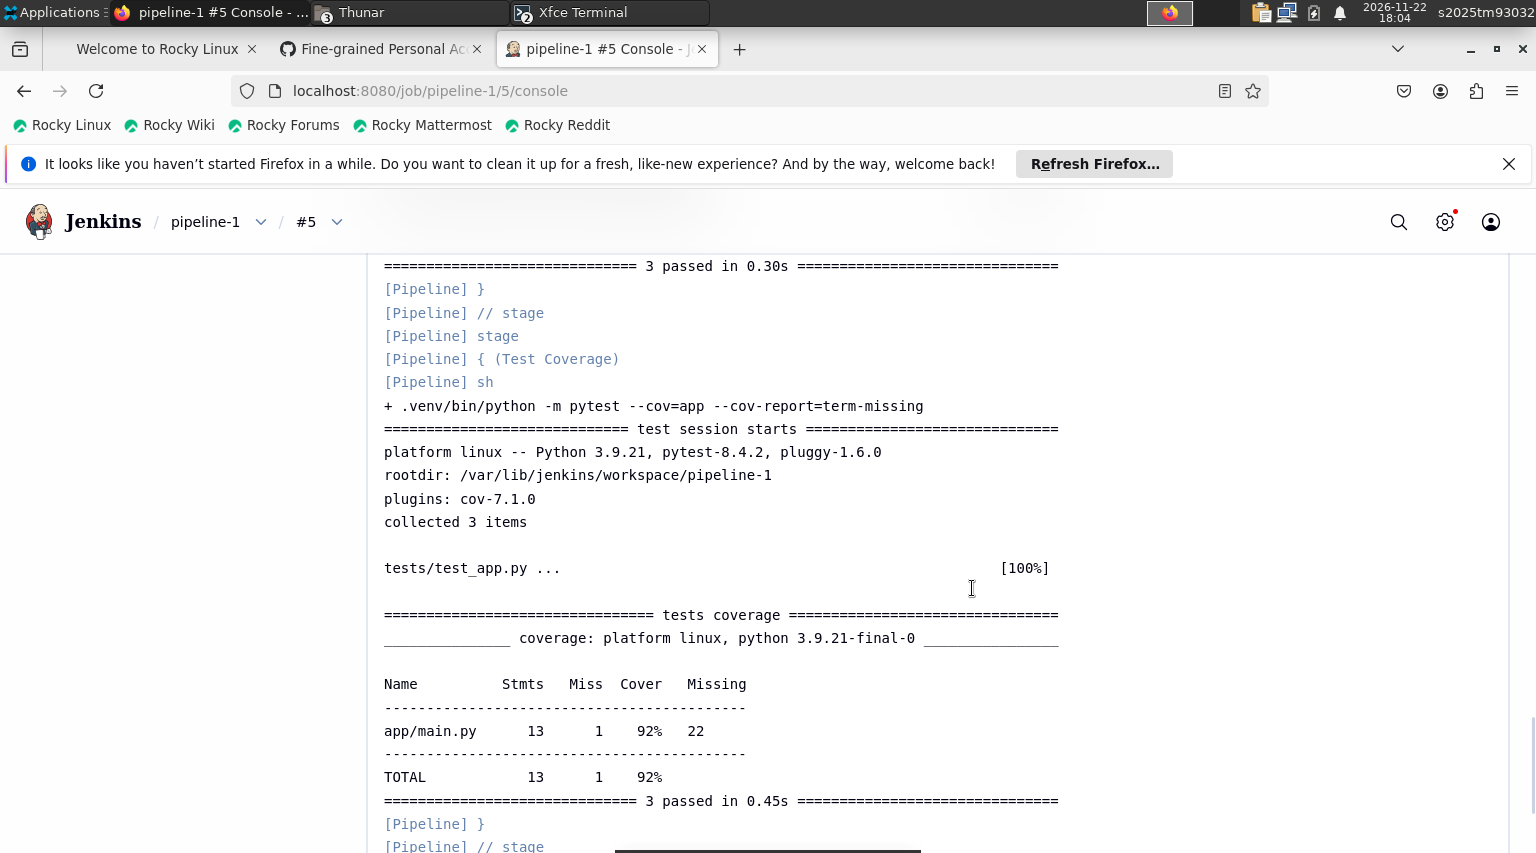 Applications
pipeline-1 #5 Console - ...
3
Thunar
2
Xfce Terminal
2026-11-22
18:04
s2025tm93032
Welcome to Rocky Linux
Fine-grained Personal Ac
pipeline-1 #5 Console - J
localhost:8080/job/pipeline-1/5/console
Rocky Linux
Rocky Wiki
Rocky Forums
Rocky Mattermost
Rocky Reddit
It looks like you haven’t started Firefox in a while. Do you want to clean it up for a fresh, like-new experience? And by the way, welcome back!
Refresh Firefox…
Jenkins / pipeline-1 / #5
============================== 3 passed in 0.30s ===============================
[Pipeline] }
[Pipeline] // stage
[Pipeline] stage
[Pipeline] { (Test Coverage)
[Pipeline] sh
+ .venv/bin/python -m pytest --cov=app --cov-report=term-missing
============================= test session starts ==============================
platform linux -- Python 3.9.21, pytest-8.4.2, pluggy-1.6.0
rootdir: /var/lib/jenkins/workspace/pipeline-1
plugins: cov-7.1.0
collected 3 items
tests/test_app.py ... [100%]
================================ tests coverage ================================
_______________ coverage: platform linux, python 3.9.21-final-0 ________________
Name Stmts Miss Cover Missing
-------------------------------------------
app/main.py 13 1 92% 22
-------------------------------------------
TOTAL 13 1 92%
============================== 3 passed in 0.45s ===============================
[Pipeline] }
[Pipeline] // stage